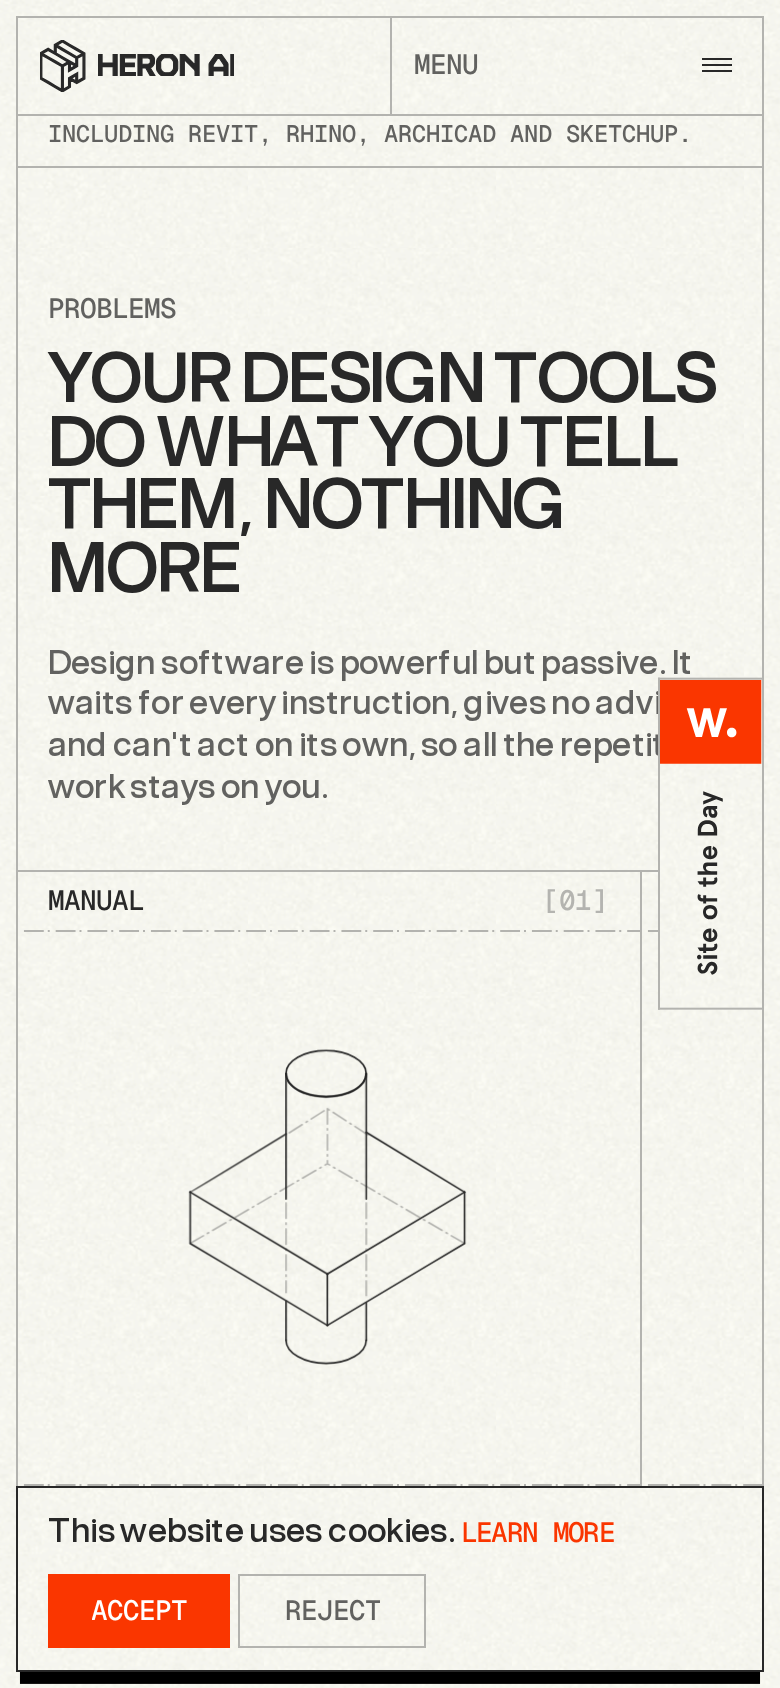 HERON AI
MENU
INCLUDING REVIT, RHINO, ARCHICAD AND SKETCHUP.
PROBLEMS
YOUR DESIGN TOOLS
DO WHAT YOU TELL
THEM, NOTHING
MORE
Design software is powerful but passive. It
waits for every instruction, gives no
and can't act on its own, so all the
work stays on you.
W.
Site of the Day
MANUAL [01]
This website uses cookies. LEARN MORE
ACCEPT
REJECT